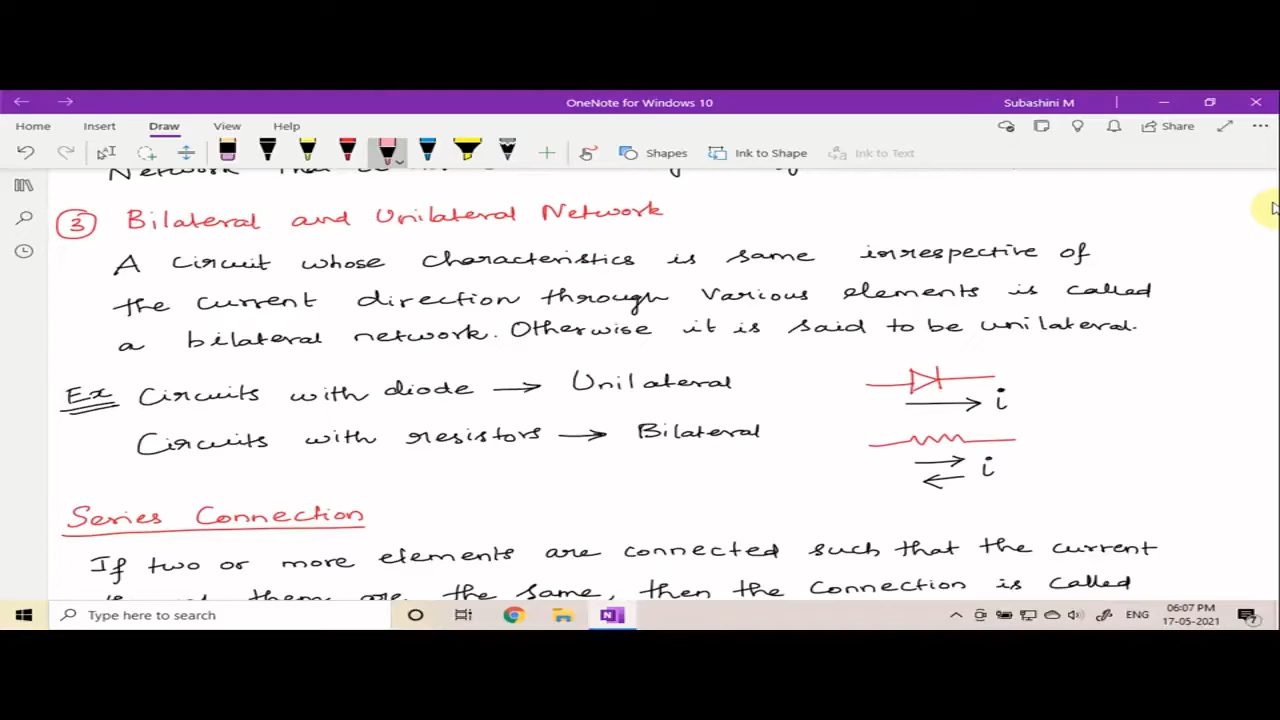 OneNote for Windows 10
Subashini M
Home Insert Draw View Help
Share
Shapes Ink to Shape Ink to Text
Network
③ Bilateral and Unilateral Network
A circuit whose characteristics is same irrespective of
the current direction through various elements is called
a bilateral network. Otherwise it is said to be unilateral.
Ex Circuits with diode → Unilateral
i
Circuits with resistors → Bilateral
i
Series Connection
If two or more elements are connected such that the current
them are the same, then the connection is called
Type here to search
ENG
06:07 PM
17-05-2021